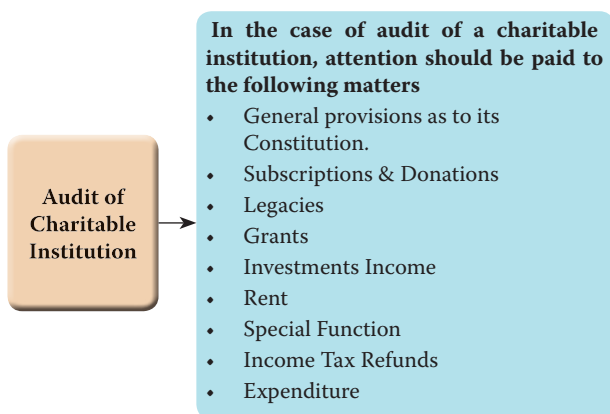 Audit of
Charitable
Institution
In the case of audit of a charitable
institution, attention should be paid to
the following matters
• General provisions as to its
Constitution.
• Subscriptions & Donations
• Legacies
• Grants
• Investments Income
• Rent
• Special Function
• Income Tax Refunds
• Expenditure